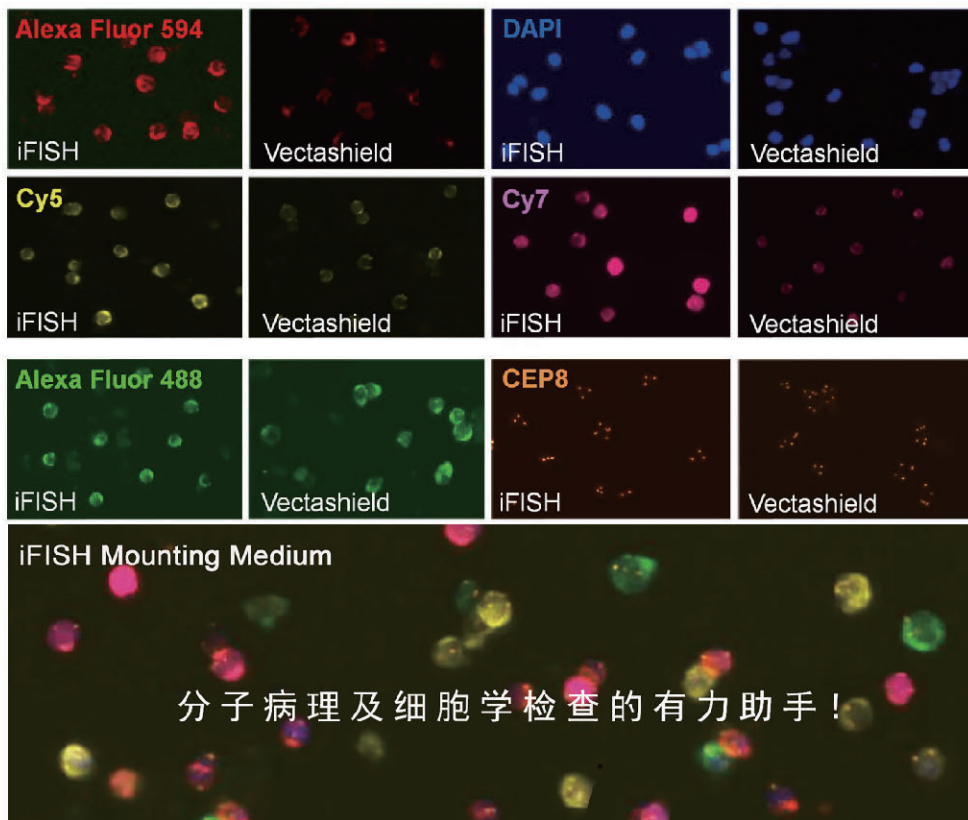 Alexa Fluor 594
iFISH
Vectashield
DAPI
iFISH
Vectashield
Cy5
iFISH
Vectashield
Cy7
iFISH
Vectashield
Alexa Fluor 488
iFISH
Vectashield
CEP8
iFISH
Vectashield
iFISH Mounting Medium
分子病理及细胞学检查的有力助手!